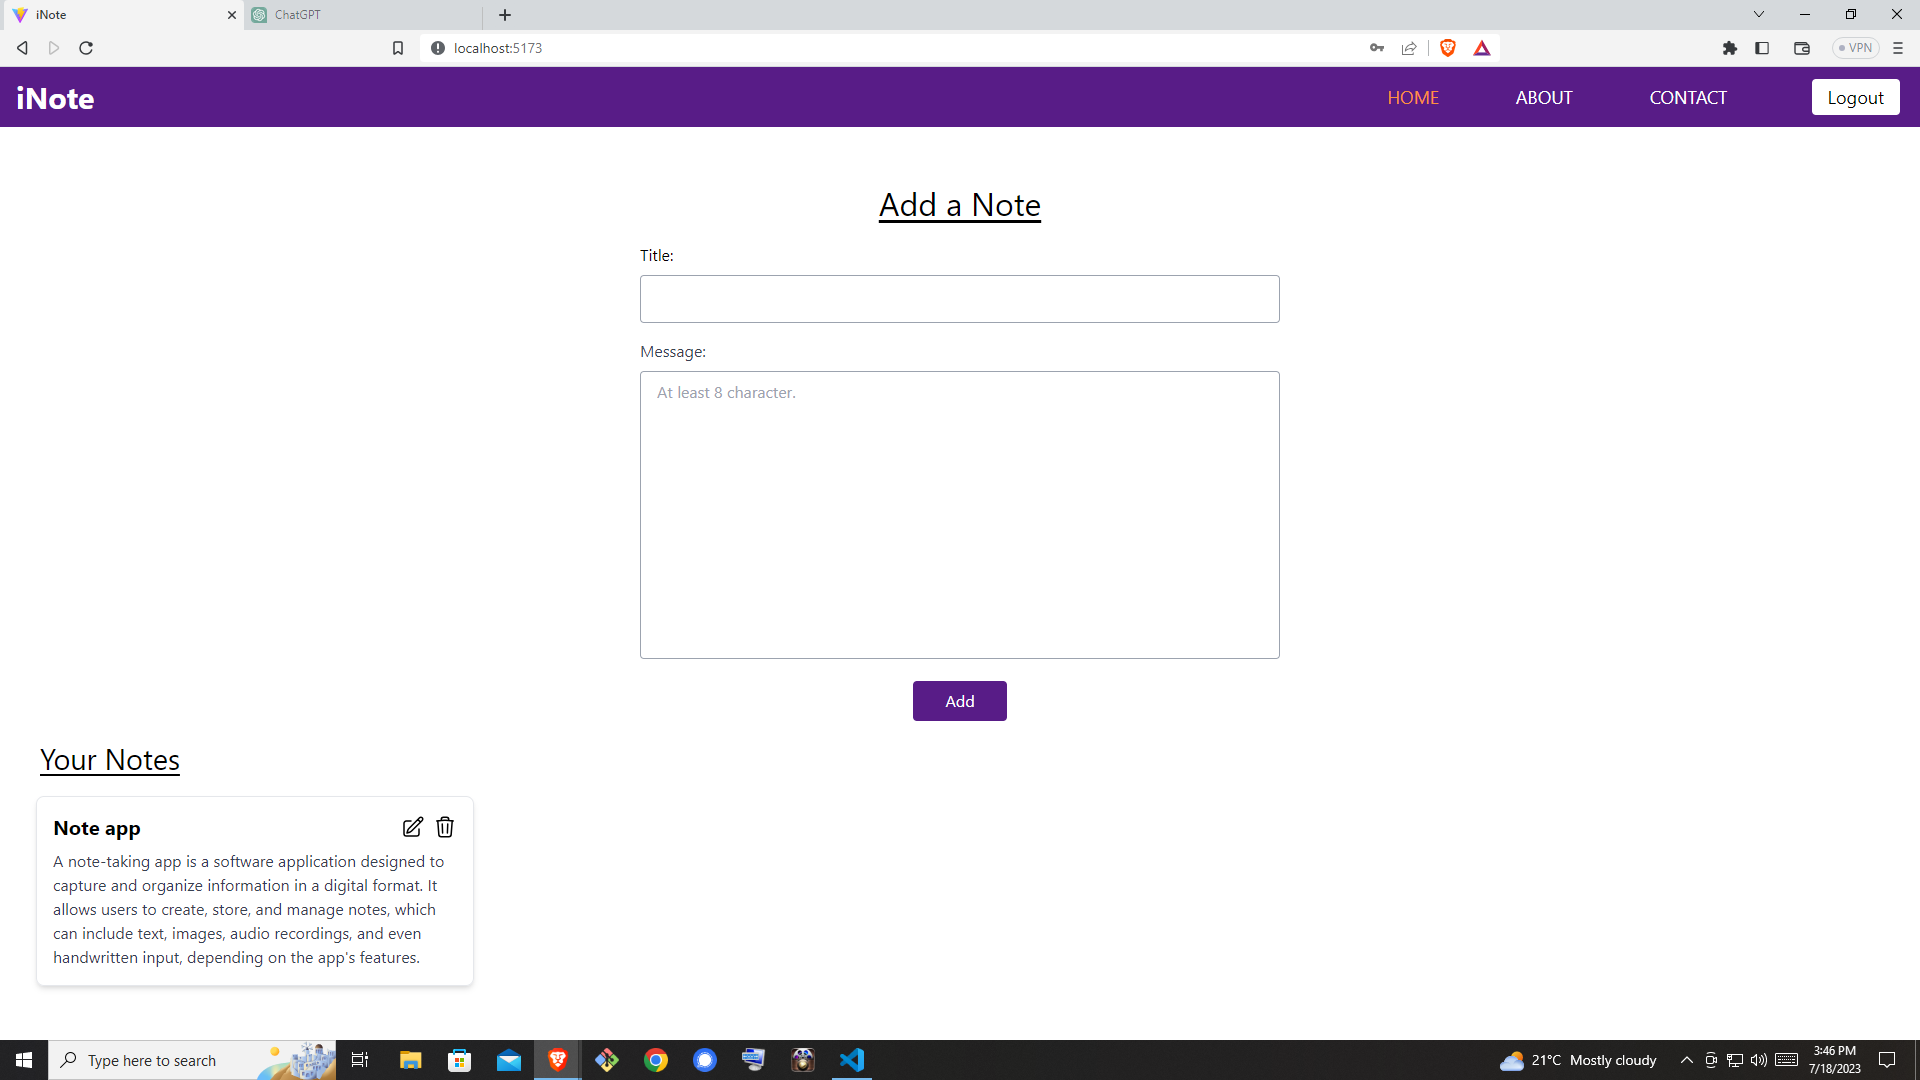 iNote
ChatGPT
localhost:5173
VPN
iNote
HOME
ABOUT
CONTACT
Logout
Add a Note
Title:
Message:
At least 8 character.
Add
Your Notes
Note app
A note-taking app is a software application designed to
capture and organize information in a digital format. It
allows users to create, store, and manage notes, which
can include text, images, audio recordings, and even
handwritten input, depending on the app's features.
Type here to search
21°C Mostly cloudy
3:46 PM
7/18/2023